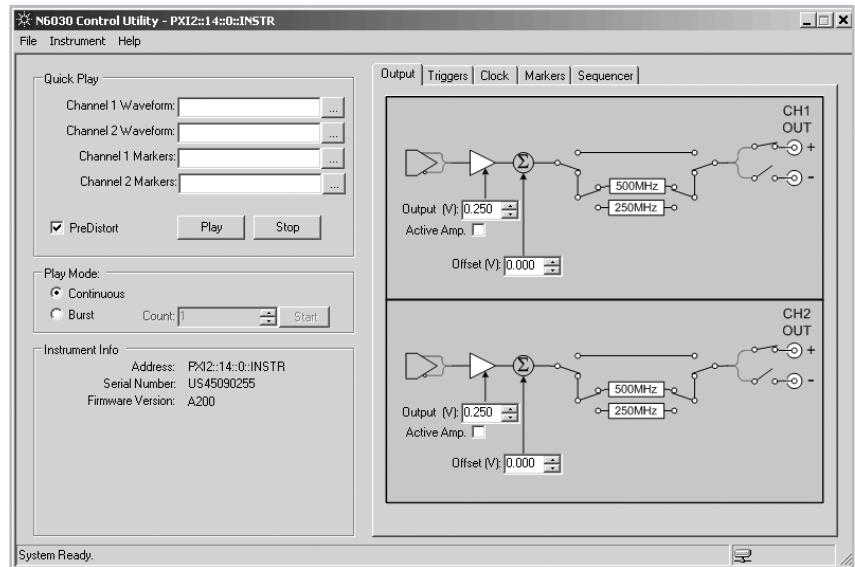 N6030 Control Utility - PXI2::14::0::INSTR
File Instrument Help
Quick Play
Channel 1 Waveform: ...
Channel 2 Waveform: ...
Channel 1 Markers: ...
Channel 2 Markers: ...
PreDistort Play Stop
Play Mode:
Continuous
Burst Count: 1 Start
Instrument Info
Address: PXI2::14::0::INSTR
Serial Number: US45090255
Firmware Version: A200
Output Triggers Clock Markers Sequencer
CH1
OUT
+
Σ
500MHz
-
Output (V): 0.250
250MHz
Active Amp.
Offset (V): 0.000
CH2
OUT
+
Σ
500MHz
-
Output (V): 0.250
250MHz
Active Amp.
Offset (V): 0.000
System Ready.